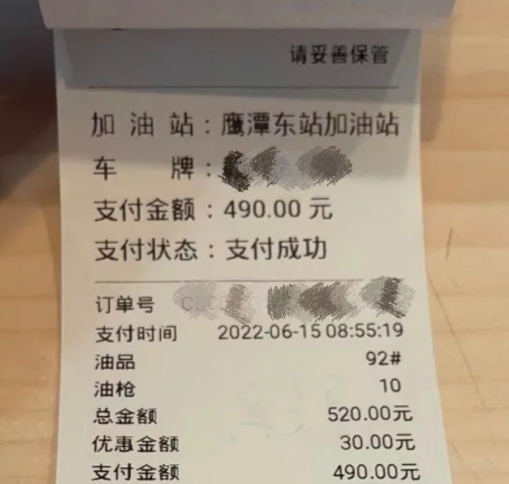 请妥善保管
加油站：鹰潭东站加油站
车牌：
支付金额：490.00 元
支付状态：支付成功
订单号
支付时间 2022-06-15 08:55:19
油品 92#
油枪 10
总金额 520.00元
优惠金额 30.00元
支付金额 490.00元